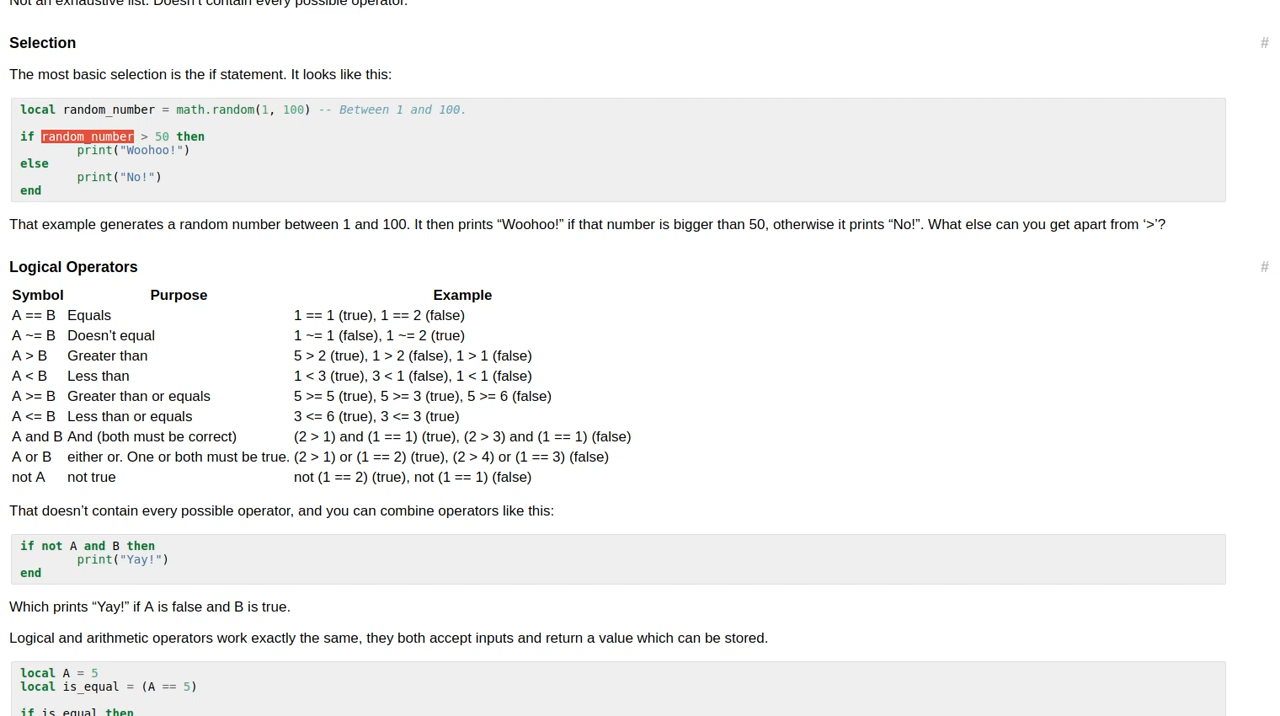 Not an exhaustive list. Doesn't contain every possible operator.
Selection #
The most basic selection is the if statement. It looks like this:
local random_number = math.random(1, 100) -- Between 1 and 100.
if random_number > 50 then
print("Woohoo!")
else
print("No!")
end
That example generates a random number between 1 and 100. It then prints “Woohoo!” if that number is bigger than 50, otherwise it prints “No!”. What else can you get apart from ‘>’?
Logical Operators #
Symbol Purpose Example
A == B Equals 1 == 1 (true), 1 == 2 (false)
A ~= B Doesn’t equal 1 ~= 1 (false), 1 ~= 2 (true)
A > B Greater than 5 > 2 (true), 1 > 2 (false), 1 > 1 (false)
A < B Less than 1 < 3 (true), 3 < 1 (false), 1 < 1 (false)
A >= B Greater than or equals 5 >= 5 (true), 5 >= 3 (true), 5 >= 6 (false)
A <= B Less than or equals 3 <= 6 (true), 3 <= 3 (true)
A and B And (both must be correct) (2 > 1) and (1 == 1) (true), (2 > 3) and (1 == 1) (false)
A or B either or. One or both must be true. (2 > 1) or (1 == 2) (true), (2 > 4) or (1 == 3) (false)
not A not true not (1 == 2) (true), not (1 == 1) (false)
That doesn’t contain every possible operator, and you can combine operators like this:
if not A and B then
print("Yay!")
end
Which prints “Yay!” if A is false and B is true.
Logical and arithmetic operators work exactly the same, they both accept inputs and return a value which can be stored.
local A = 5
local is_equal = (A == 5)
if is_equal then